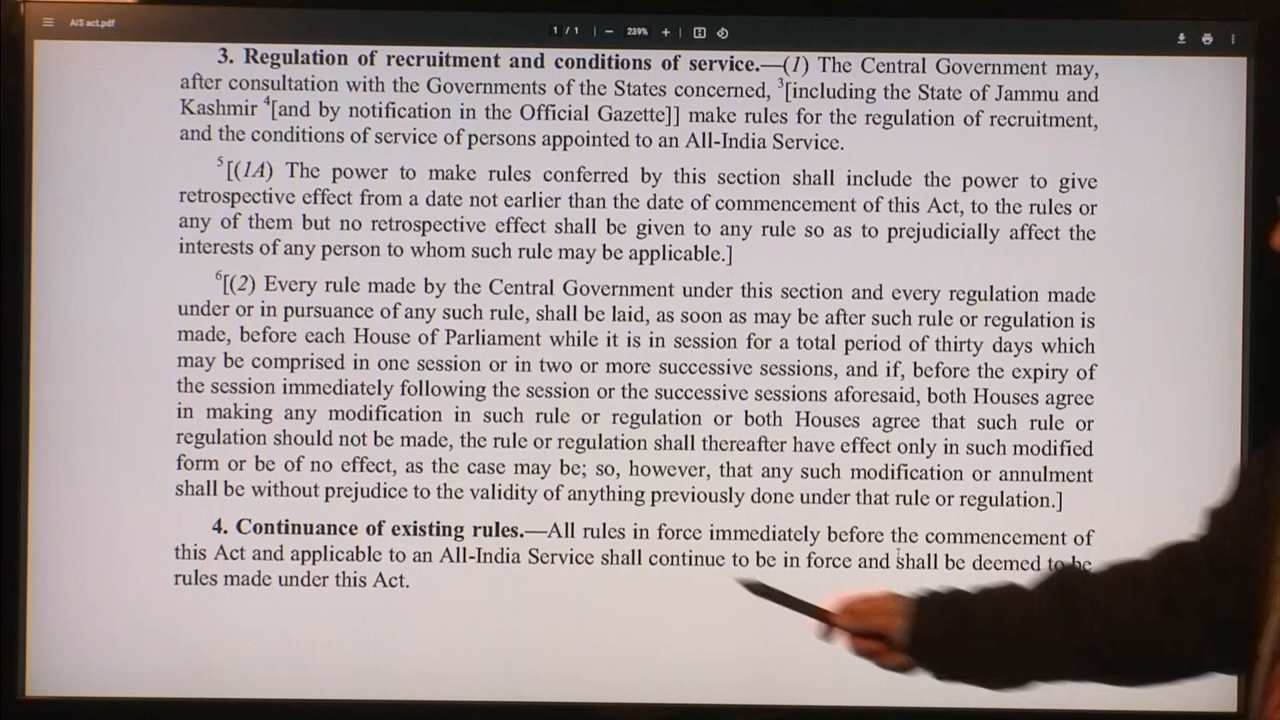 AIS act.pdf
1 / 1 | − 239% + |
3. Regulation of recruitment and conditions of service.—(1) The Central Government may,
after consultation with the Governments of the States concerned, 3[including the State of Jammu and
Kashmir 4[and by notification in the Official Gazette]] make rules for the regulation of recruitment,
and the conditions of service of persons appointed to an All-India Service.
5[(1A) The power to make rules conferred by this section shall include the power to give
retrospective effect from a date not earlier than the date of commencement of this Act, to the rules or
any of them but no retrospective effect shall be given to any rule so as to prejudicially affect the
interests of any person to whom such rule may be applicable.]
6[(2) Every rule made by the Central Government under this section and every regulation made
under or in pursuance of any such rule, shall be laid, as soon as may be after such rule or regulation is
made, before each House of Parliament while it is in session for a total period of thirty days which
may be comprised in one session or in two or more successive sessions, and if, before the expiry of
the session immediately following the session or the successive sessions aforesaid, both Houses agree
in making any modification in such rule or regulation or both Houses agree that such rule or
regulation should not be made, the rule or regulation shall thereafter have effect only in such modified
form or be of no effect, as the case may be; so, however, that any such modification or annulment
shall be without prejudice to the validity of anything previously done under that rule or regulation.]
4. Continuance of existing rules.—All rules in force immediately before the commencement of
this Act and applicable to an All-India Service shall continue to be in force and shall be deemed to be
rules made under this Act.